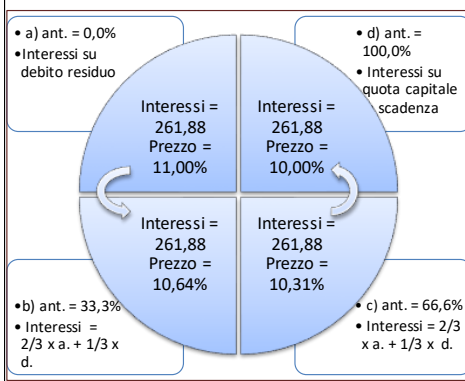 • a) ant. = 0,0%
• Interessi su
debito residuo
• d) ant. =
100,0%
• Interessi su
quota capitale
scadenza
Interessi =
261,88
Prezzo =
11,00%
Interessi =
261,88
Prezzo =
10,00%
Interessi =
261,88
Prezzo =
10,64%
Interessi =
261,88
Prezzo =
10,31%
•b) ant. = 33,3%
• Interessi =
2/3 x a. + 1/3 x
d.
• c) ant. = 66,6%
• Interessi = 2/3
x a. + 1/3 x d.